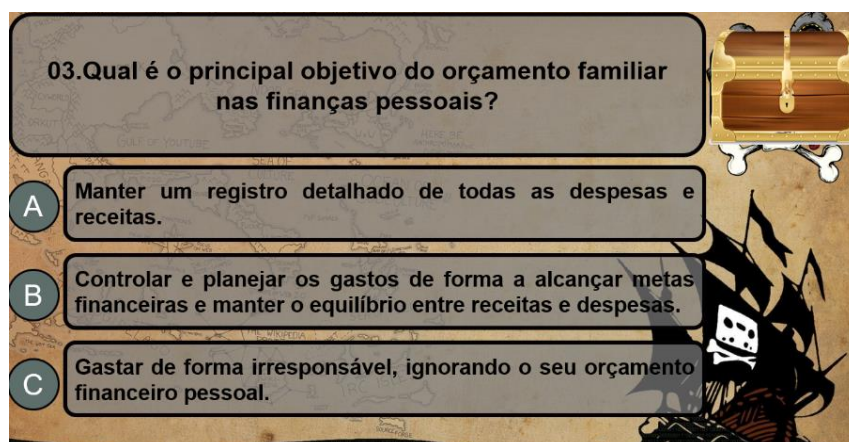 03.Qual é o principal objetivo do orçamento familiar
nas finanças pessoais?
A
Manter um registro detalhado de todas as despesas e
receitas.
B
Controlar e planejar os gastos de forma a alcançar metas
financeiras e manter o equilíbrio entre receitas e despesas.
C
Gastar de forma irresponsável, ignorando o seu orçamento
financeiro pessoal.